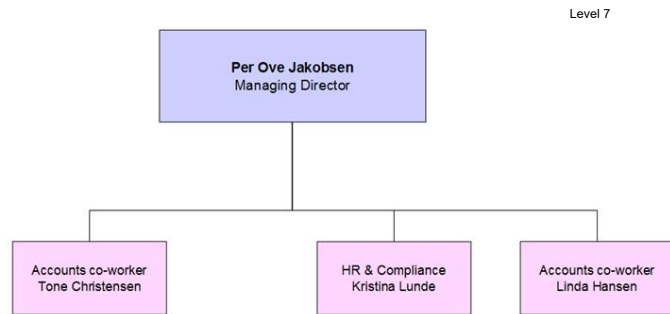 Level 7
Per Ove Jakobsen
Managing Director
Accounts co-worker
Tone Christensen
HR & Compliance
Kristina Lunde
Accounts co-worker
Linda Hansen